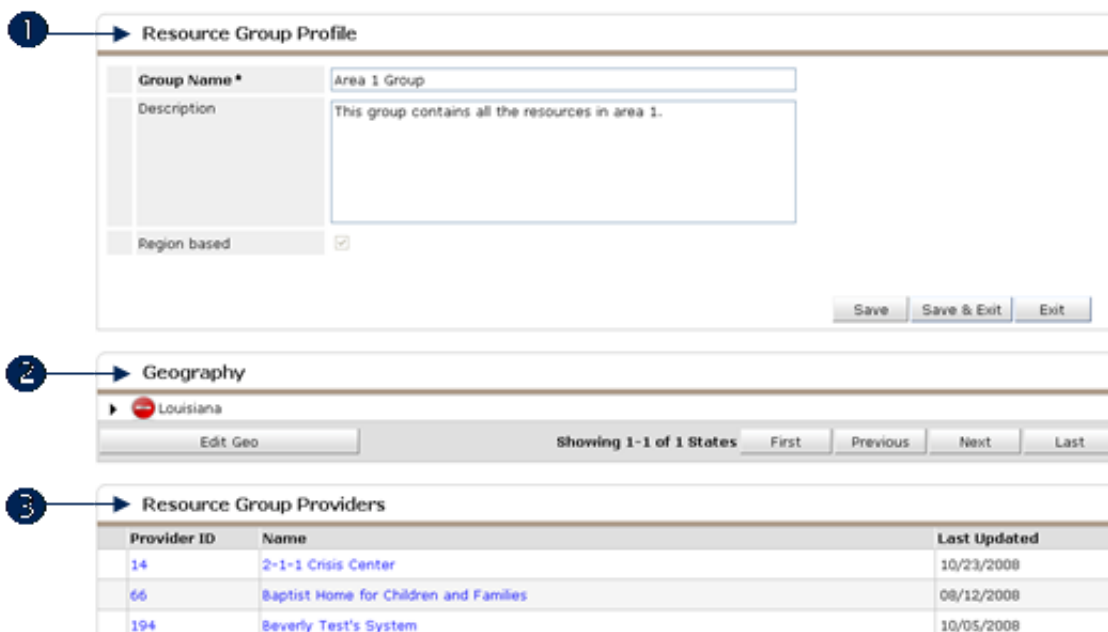 1 Resource Group Profile
Group Name* Area 1 Group
Description This group contains all the resources in area 1.
Region based
Save Save & Exit Exit
2 Geography
Louisiana
Edit Geo Showing 1-1 of 1 States First Previous Next Last
3 Resource Group Providers
Provider ID Name Last Updated
14 2-1-1 Crisis Center 10/23/2008
66 Baptist Home for Children and Families 08/12/2008
194 Beverly Test's System 10/05/2008